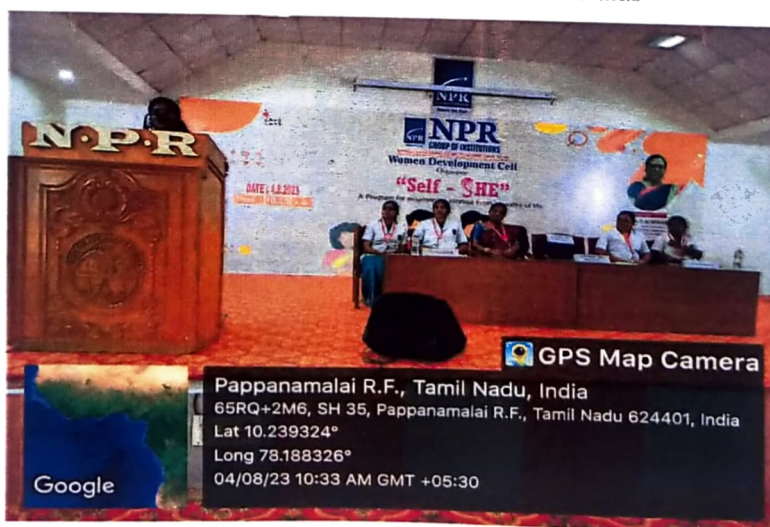 NPR
N·P·R
NPR
NPR
GROUP OF INSTITUTIONS
Women Development Cell
Organizes
"Self - SHE"
DATE : 4.8.2023
GPS Map Camera
Pappanamalai R.F., Tamil Nadu, India
65RQ+2M6, SH 35, Pappanamalai R.F., Tamil Nadu 624401, India
Lat 10.239324°
Long 78.188326°
04/08/23 10:33 AM GMT +05:30
Google